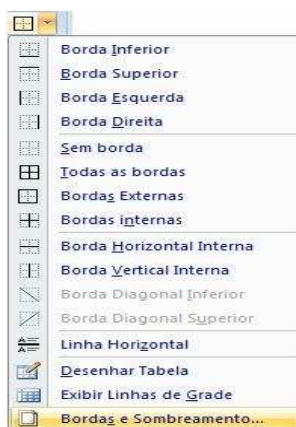 Borda Inferior
Borda Superior
Borda Esquerda
Borda Direita
Sem borda
Todas as bordas
Bordas Externas
Bordas internas
Borda Horizontal Interna
Borda Vertical Interna
Borda Diagonal Inferior
Borda Diagonal Superior
Linha Horizontal
Desenhar Tabela
Exibir Linhas de Grade
Bordas e Sombreamento...